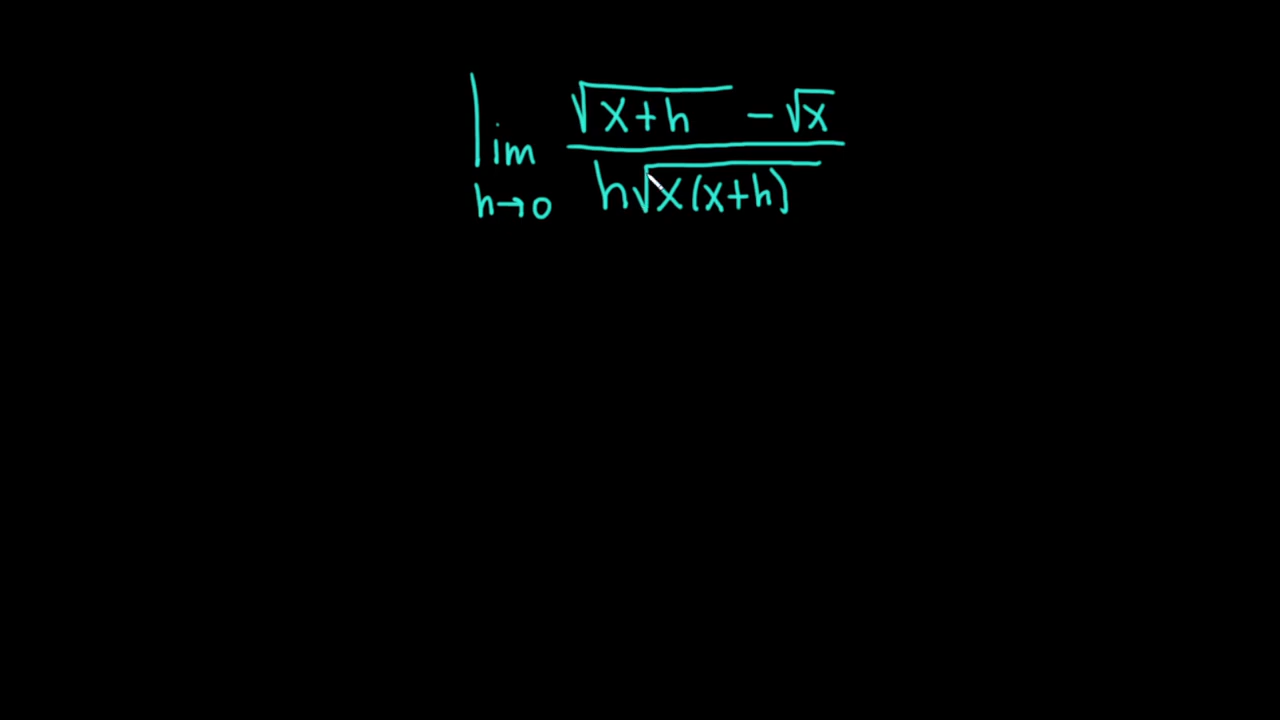 lim √(x+h) - √x
h→0 h√(x(x+h))